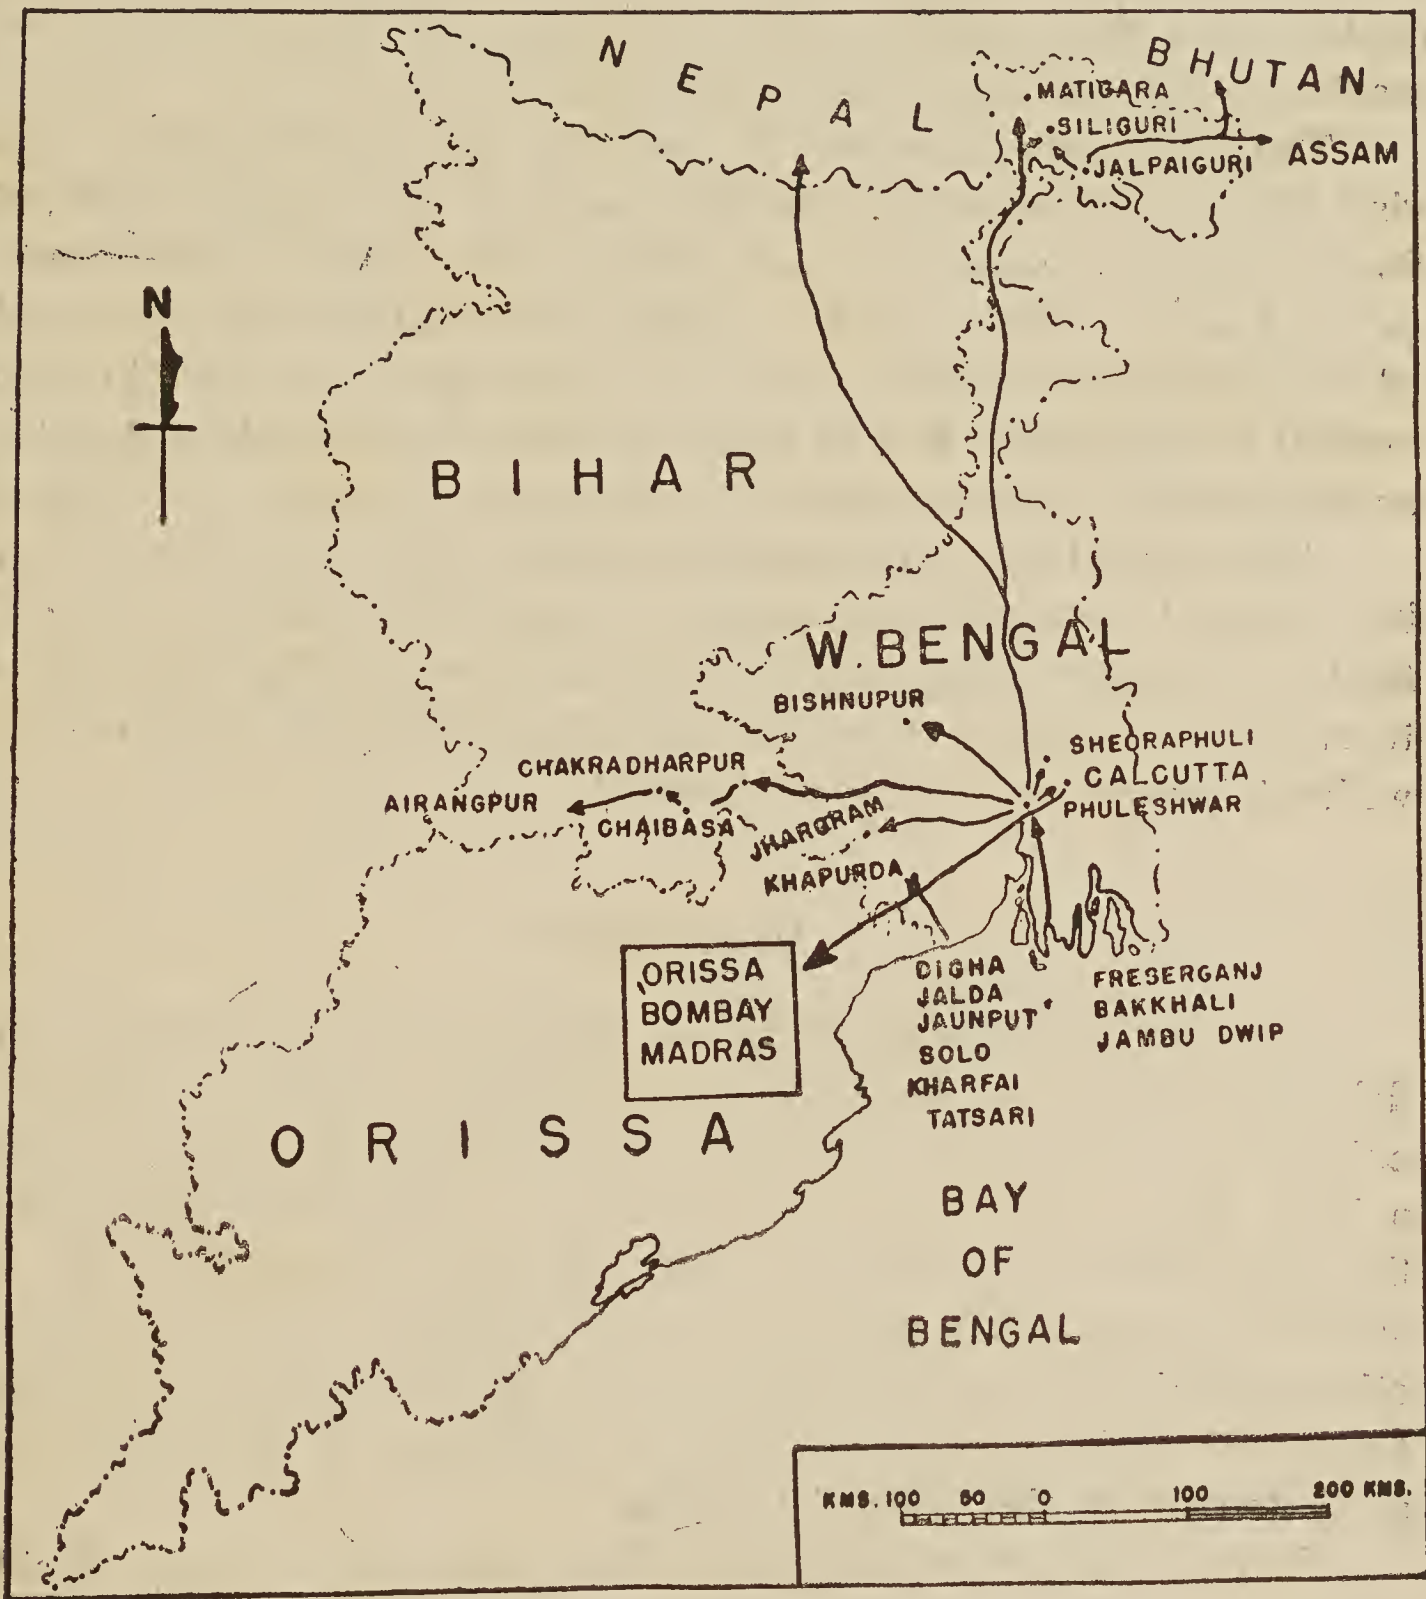 NEPAL
BHUTAN
MATIGARA
SILIGURI
ASSAM
JALPAIGURI
N
BIHAR
W. BENGAL
BISHNUPUR
SHEORAPHULI
CHAKRADHARPUR
CALCUTTA
AIRANGPUR
PHULESHWAR
CHAIBASA
JHARGRAM
KHAPURDA
ORISSA
BOMBAY
MADRAS
DIGHA
JALDA
JAUNPUT
SOLO
KHARFAI
TATSARI
FRESERGANJ
BAKKHALI
JAMBU DWIP
ORISSA
BAY
OF
BENGAL
KMS. 100 50 0 100 200 KMS.